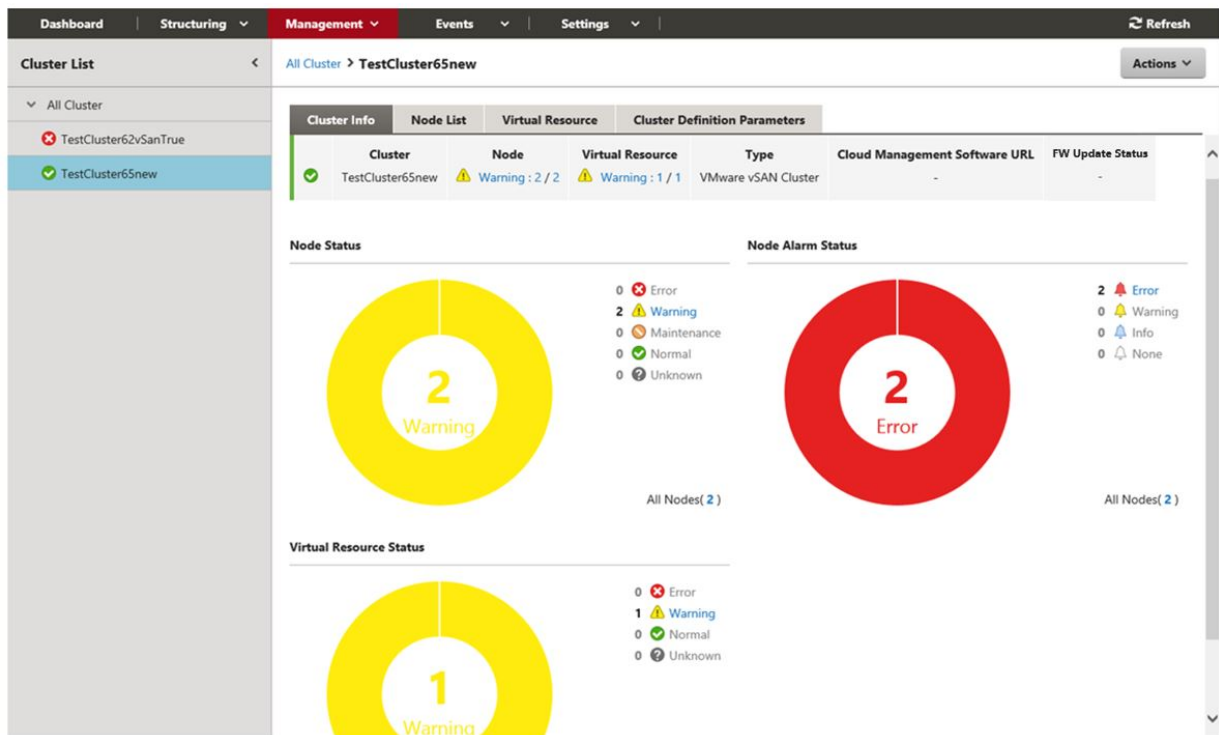 Dashboard | Structuring Management Events | Settings | Refresh
Cluster List
All Cluster > TestCluster65new
Actions
All Cluster
TestCluster62vSanTrue
TestCluster65new
Cluster Info Node List Virtual Resource Cluster Definition Parameters
Cluster Node Virtual Resource Type Cloud Management Software URL FW Update Status
TestCluster65new Warning : 2 / 2 Warning : 1 / 1 VMware vSAN Cluster - -
Node Status
0 Error
2 Warning
0 Maintenance
0 Normal
0 Unknown
2
Warning
All Nodes( 2 )
Node Alarm Status
2 Error
0 Warning
0 Info
0 None
2
Error
All Nodes( 2 )
Virtual Resource Status
0 Error
1 Warning
0 Normal
0 Unknown
1
Warning